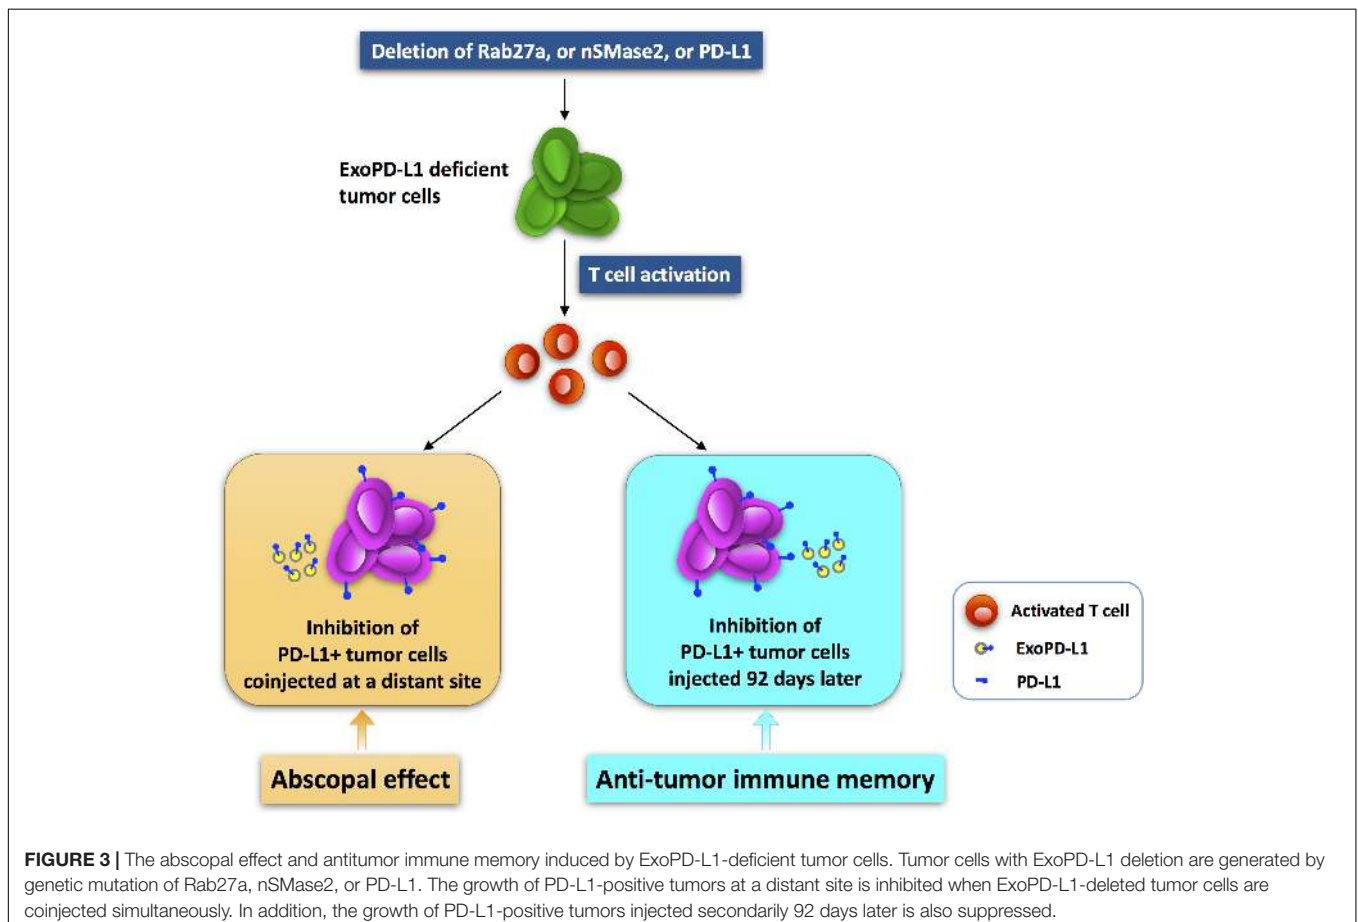 Deletion of Rab27a, or nSMase2, or PD-L1
ExoPD-L1 deficient
tumor cells
T cell activation
Inhibition of
PD-L1+ tumor cells
coinjected at a distant site
Inhibition of
PD-L1+ tumor cells
injected 92 days later
Activated T cell
ExoPD-L1
PD-L1
Abscopal effect
Anti-tumor immune memory
FIGURE 3 | The abscopal effect and antitumor immune memory induced by ExoPD-L1-deficient tumor cells. Tumor cells with ExoPD-L1 deletion are generated by
genetic mutation of Rab27a, nSMase2, or PD-L1. The growth of PD-L1-positive tumors at a distant site is inhibited when ExoPD-L1-deleted tumor cells are
coinjected simultaneously. In addition, the growth of PD-L1-positive tumors injected secondarily 92 days later is also suppressed.